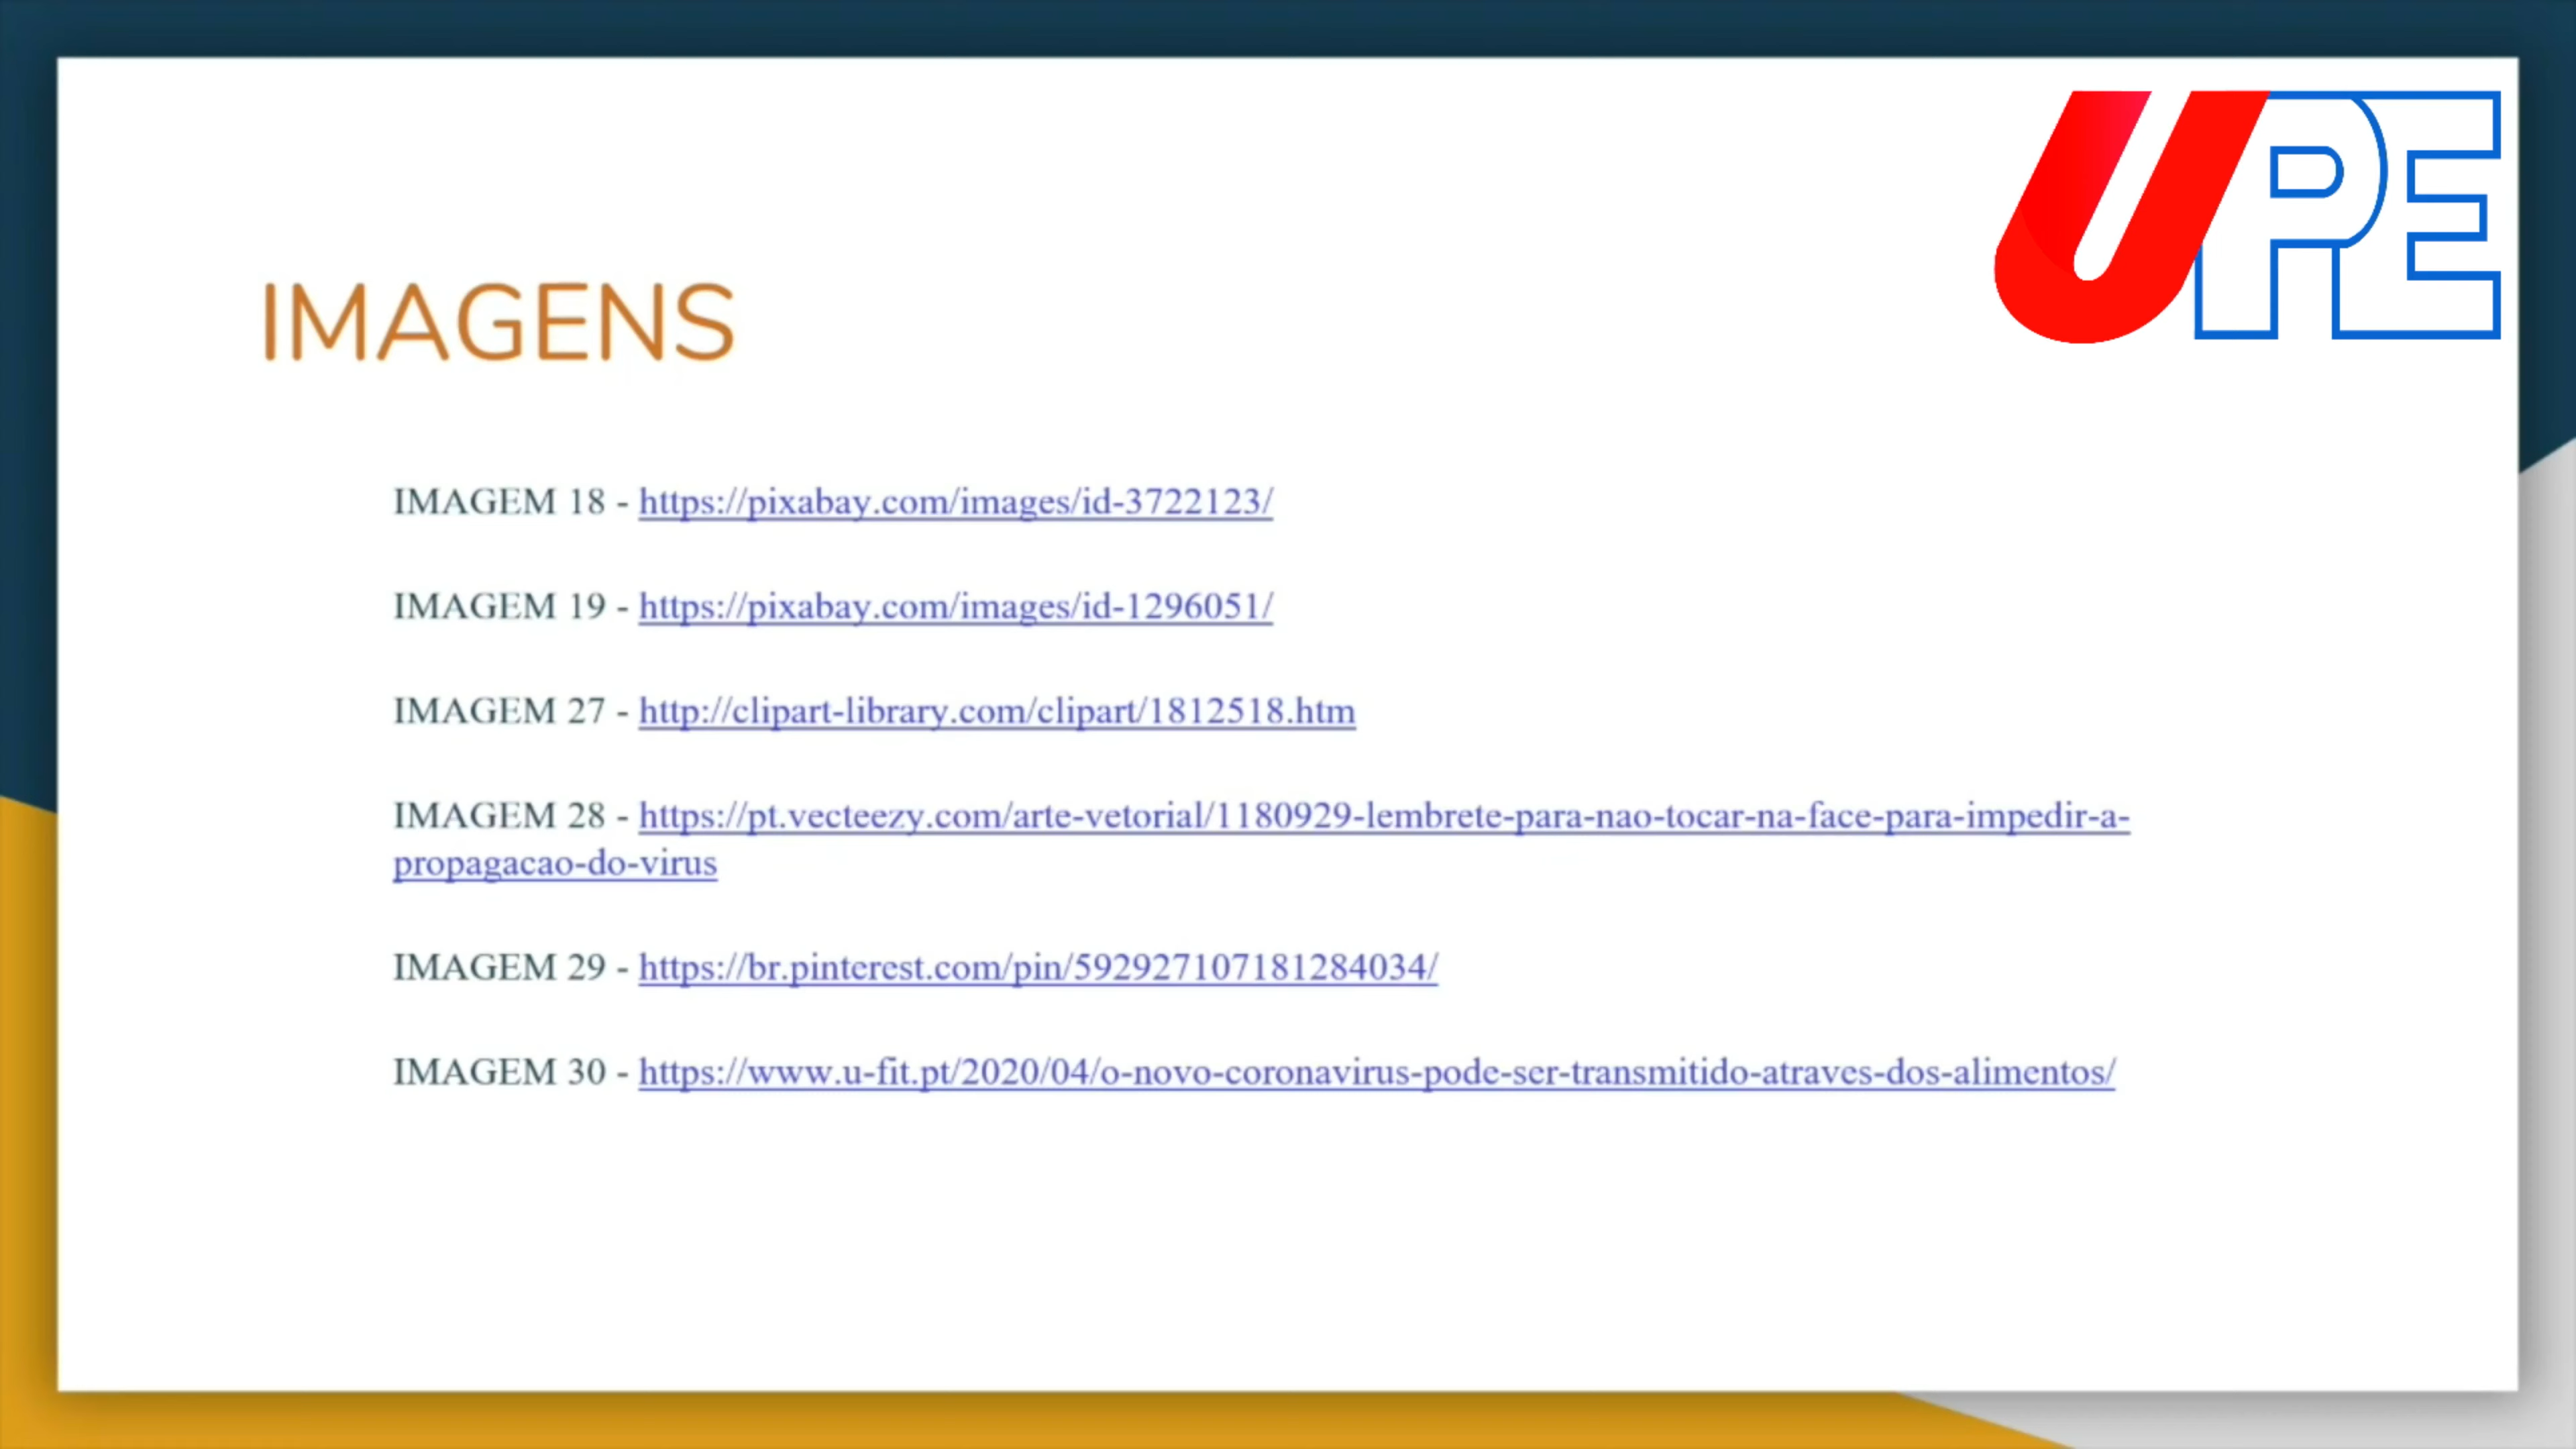 UPE
IMAGENS
IMAGEM 18 - https://pixabay.com/images/id-3722123/
IMAGEM 19 - https://pixabay.com/images/id-1296051/
IMAGEM 27 - http://clipart-library.com/clipart/1812518.htm
IMAGEM 28 - https://pt.vecteezy.com/arte-vetorial/1180929-lembrete-para-nao-tocar-na-face-para-impedir-a-
propagacao-do-virus
IMAGEM 29 - https://br.pinterest.com/pin/592927107181284034/
IMAGEM 30 - https://www.u-fit.pt/2020/04/o-novo-coronavirus-pode-ser-transmitido-atraves-dos-alimentos/